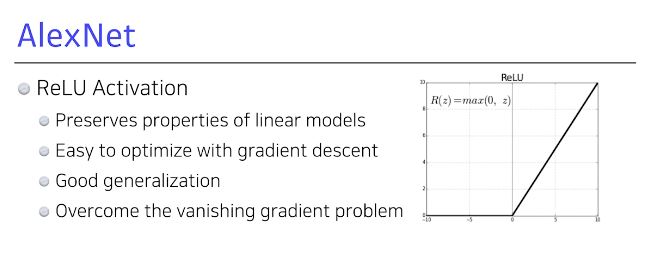 AlexNet
ReLU Activation
Preserves properties of linear models
Easy to optimize with gradient descent
Good generalization
Overcome the vanishing gradient problem
ReLU
R(z)=max(0, z)
10
8
6
4
2
0
-10 -5 0 5 10